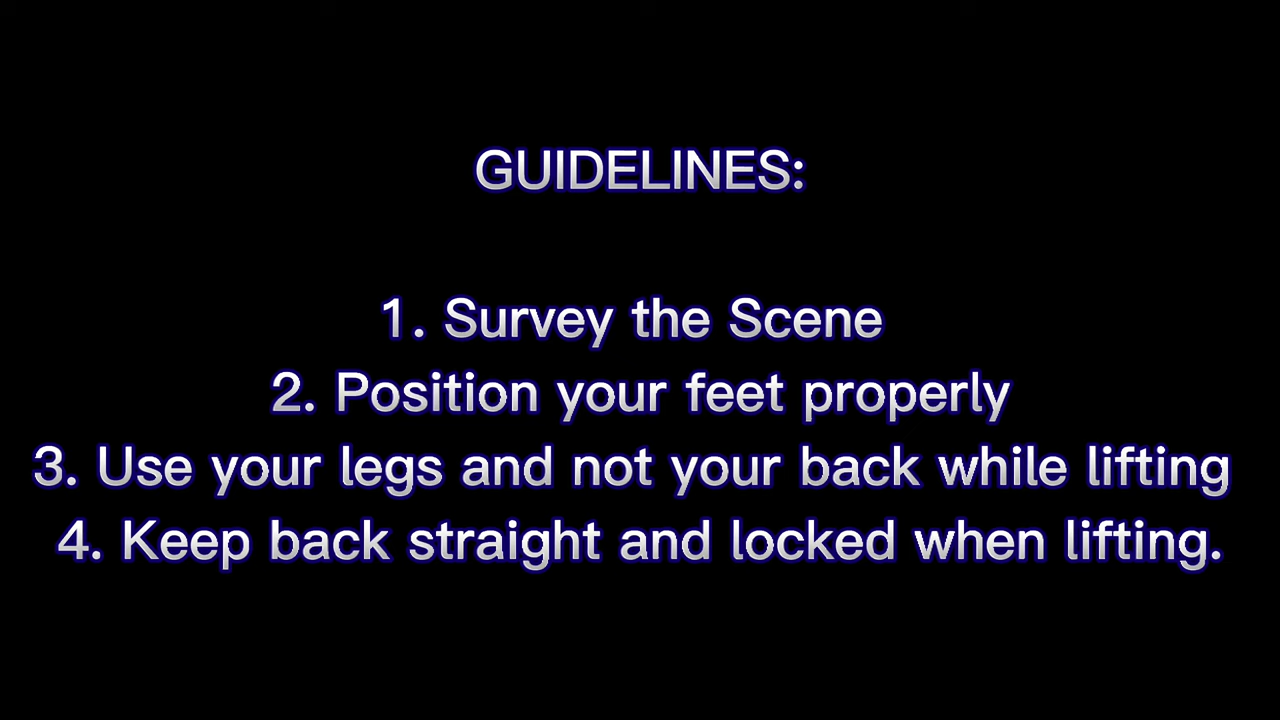 GUIDELINES:
1. Survey the Scene
2. Position your feet properly
3. Use your legs and not your back while lifting
4. Keep back straight and locked when lifting.